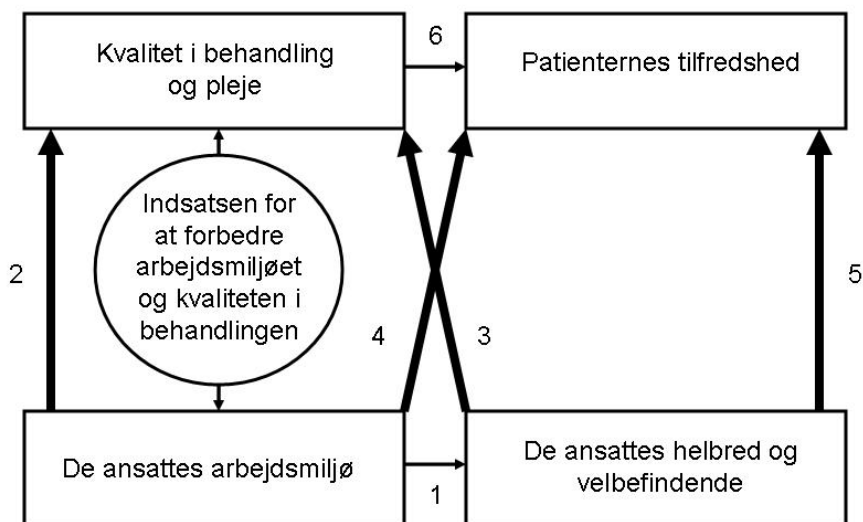 Kvalitet i behandling
og pleje
6
Patienternes tilfredshed
Indsatsen for
at forbedre
arbejdsmiljøet
og kvaliteten i
behandlingen
2
4
3
5
De ansattes arbejdsmiljø
1
De ansattes helbred og
velbefindende